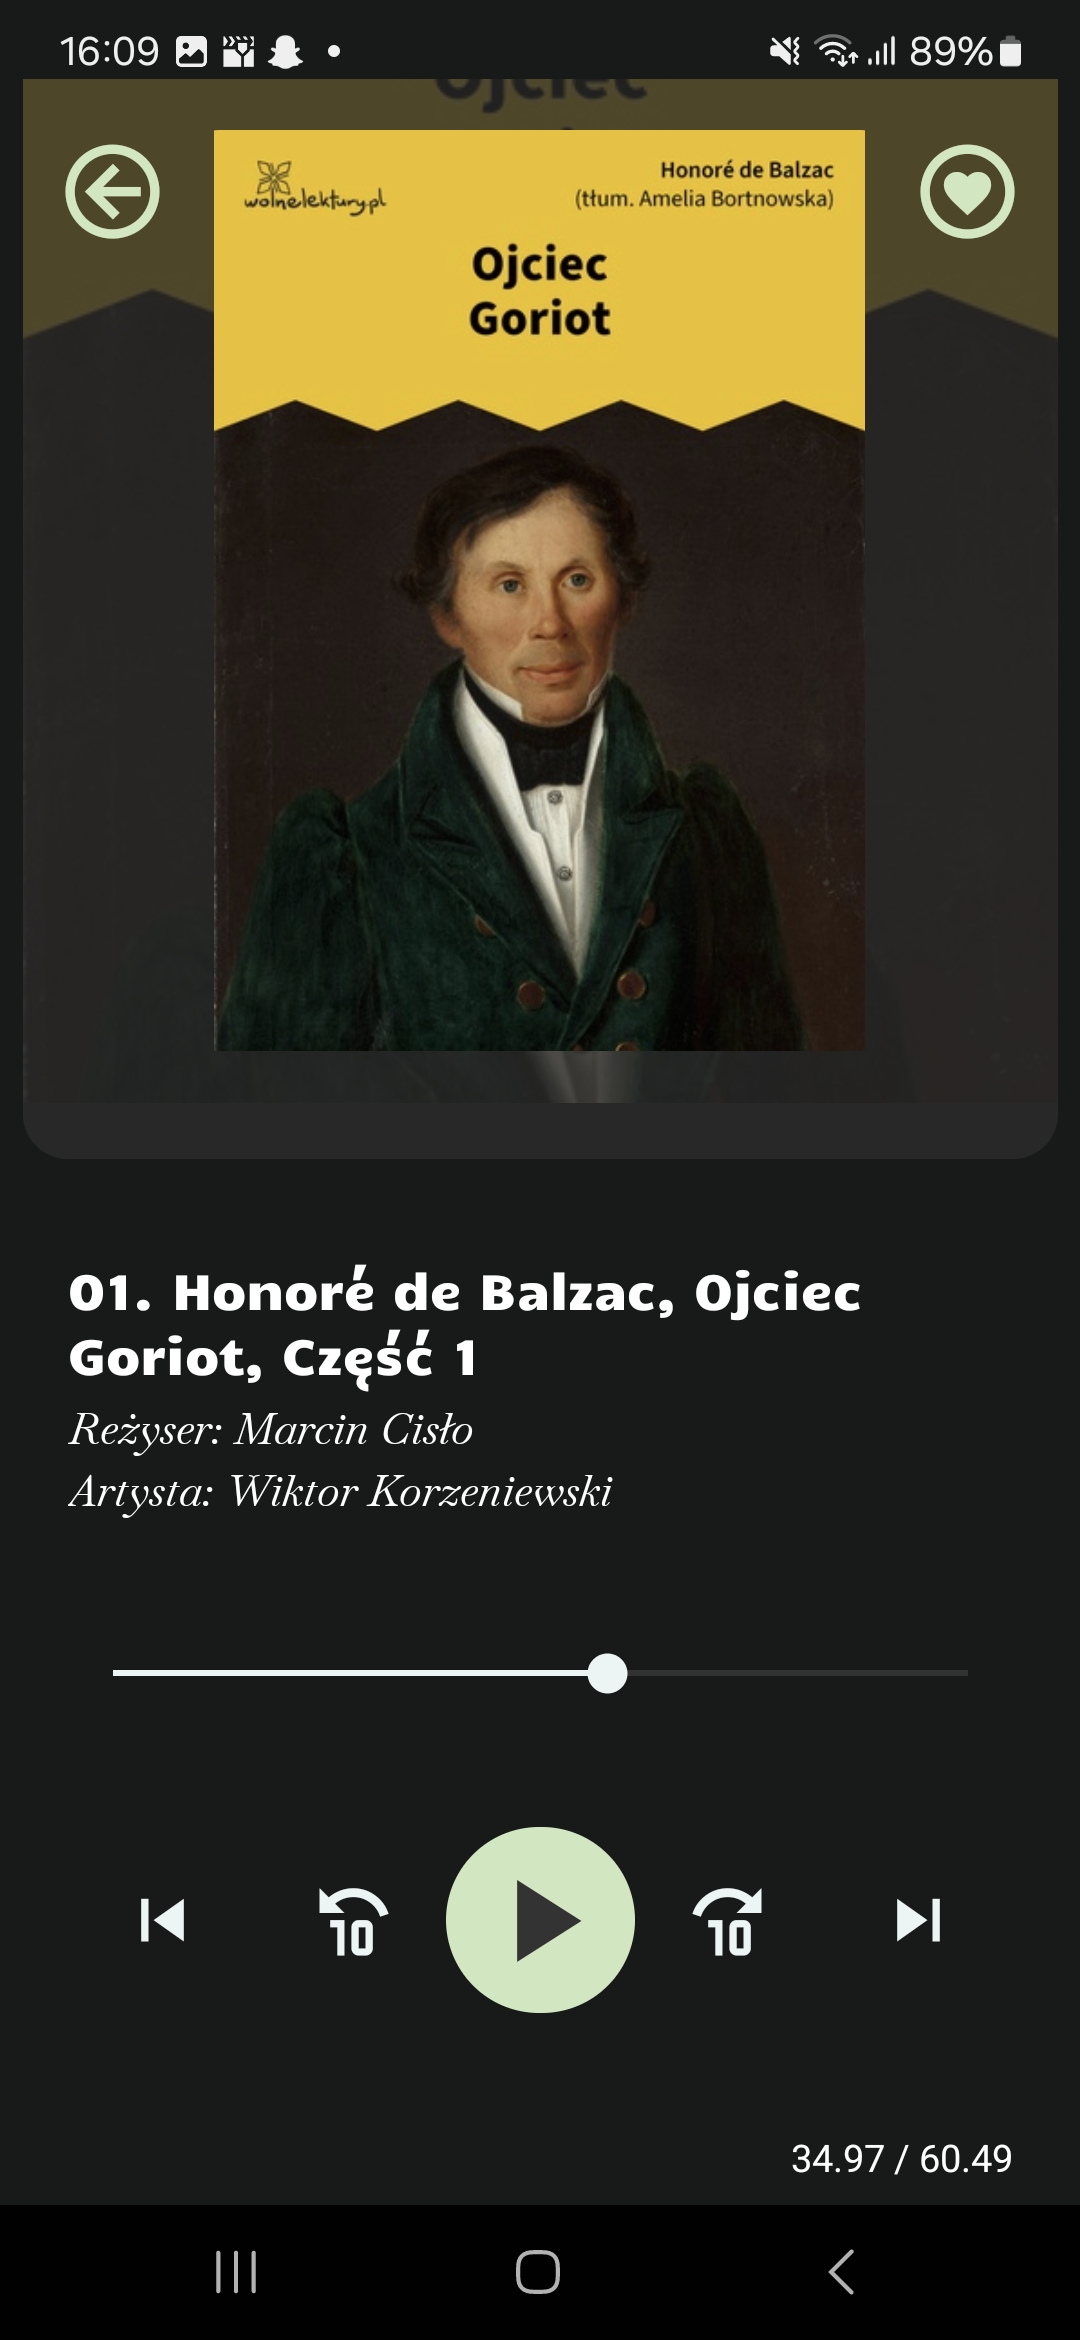 16:09
89%
Ojciec
wolnelektury.pl
Honoré de Balzac
(tłum. Amelia Bortnowska)
Ojciec
Goriot
01. Honoré de Balzac, Ojciec
Goriot, Część 1
Reżyser: Marcin Cisło
Artysta: Wiktor Korzeniewski
10
10
34.97 / 60.49